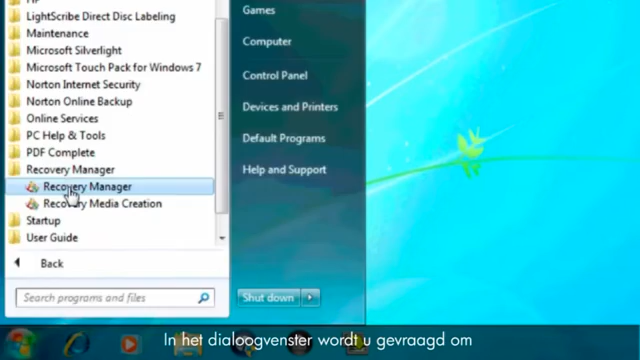 HP
LightScribe Direct Disc Labeling
Maintenance
Microsoft Silverlight
Microsoft Touch Pack for Windows 7
Norton Internet Security
Norton Online Backup
Online Services
PC Help & Tools
PDF Complete
Recovery Manager
Recovery Manager
Recovery Media Creation
Startup
User Guide
Back
Search programs and files
Games
Computer
Control Panel
Devices and Printers
Default Programs
Help and Support
Shut down
In het dialoogvenster wordt u gevraagd om